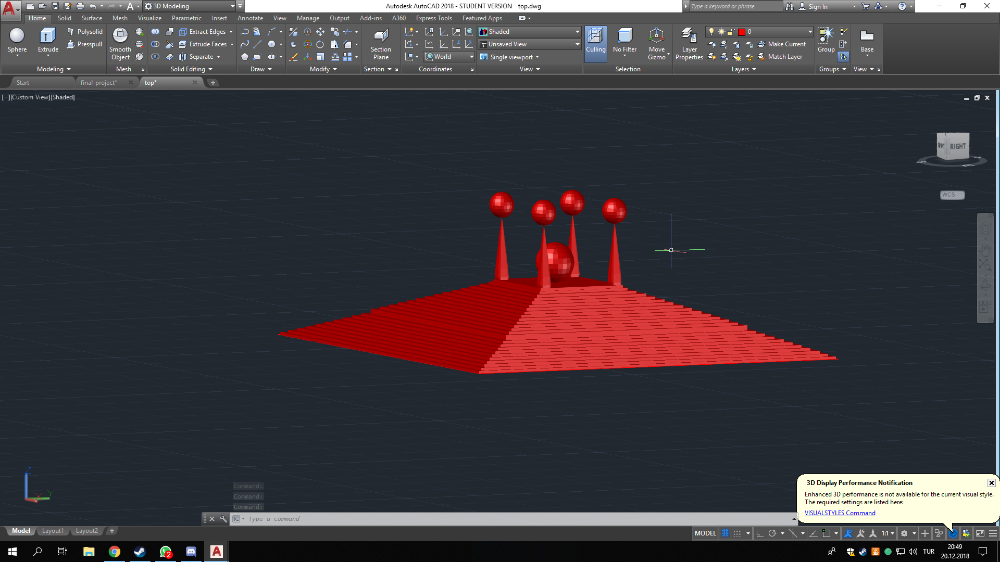 3D Modeling
Autodesk AutoCAD 2018 - STUDENT VERSION top.dwg
Type a keyword or phrase
Sign In
Home Solid Surface Mesh Visualize Parametric Insert Annotate View Manage Output Add-ins A360 Express Tools Featured Apps
Sphere
Extrude
Polysolid
Presspull
Modeling
Smooth Object
Mesh
Extract Edges
Extrude Faces
Separate
Solid Editing
Draw
Modify
Section Plane
Section
World
Coordinates
Shaded
Unsaved View
Single viewport
View
Culling
No Filter
Move Gizmo
Selection
Layer Properties
0
Make Current
Match Layer
Layers
Group
Groups
Base
View
Start final-project* top*
[−][Custom View][Shaded]
FRONT RIGHT
S E
WCS
Z
X Y
Command:
Command:
Command:
Type a command
3D Display Performance Notification
Enhanced 3D performance is not available for the current visual style.
The required settings are listed here:
VISUALSTYLES Command
Model Layout1 Layout2
MODEL 1:1
2
TUR
20:49
20.12.2018